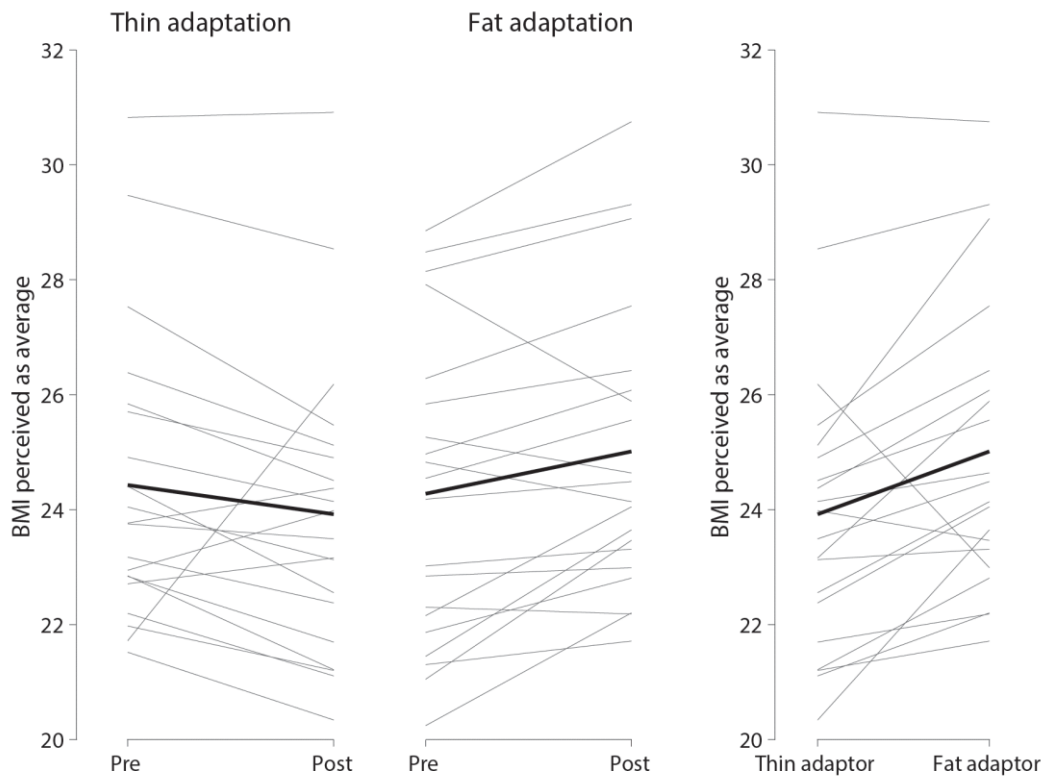 Thin adaptation
Fat adaptation
BMI perceived as average
32
30
28
26
24
22
20
Pre
Post
Pre
Post
BMI perceived as average
32
30
28
26
24
22
20
Thin adaptor
Fat adaptor